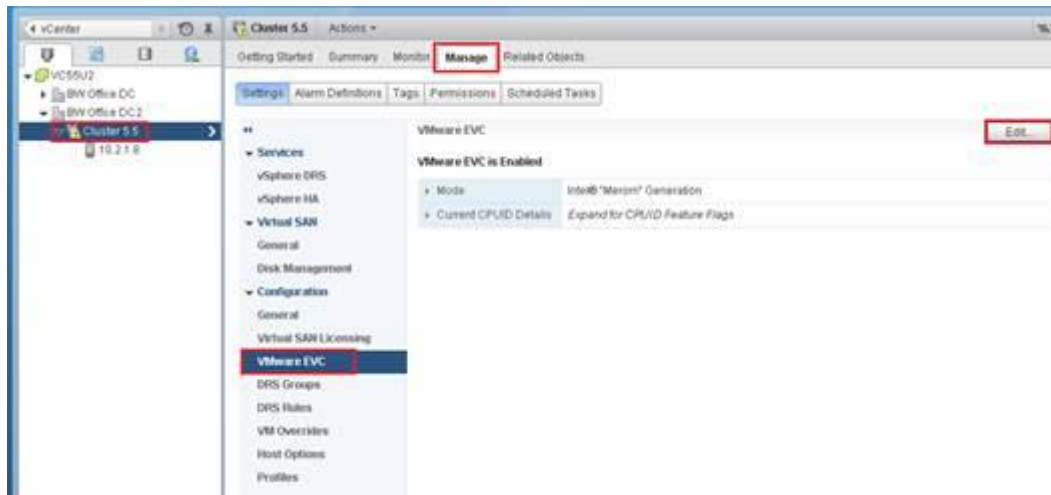 vCenter
Cluster 5.5 Actions
Getting Started Summary Monitor Manage Related Objects
VC55U2
BW Office DC
Settings Alarm Definitions Tags Permissions Scheduled Tasks
BW Office DC2
Cluster 5.5
VMware EVC
Edit...
10.2.1.8
Services
VMware EVC is Enabled
vSphere DRS
Mode Intel® "Merom" Generation
vSphere HA
Current CPUID Details Expand for CPUID Feature Flags
Virtual SAN
General
Disk Management
Configuration
General
Virtual SAN Licensing
VMware EVC
DRS Groups
DRS Rules
VM Overrides
Host Options
Profiles